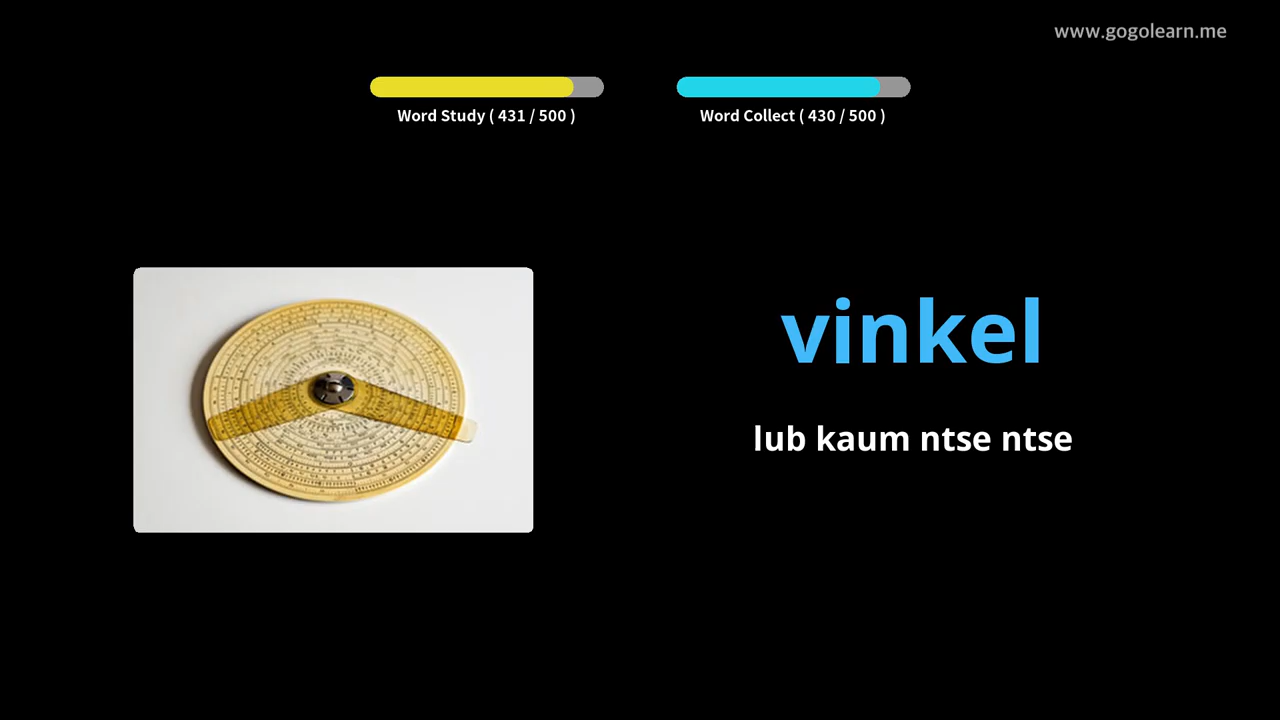 www.gogolearn.me
Word Study ( 431 / 500 )
Word Collect ( 430 / 500 )
vinkel
lub kaum ntse ntse